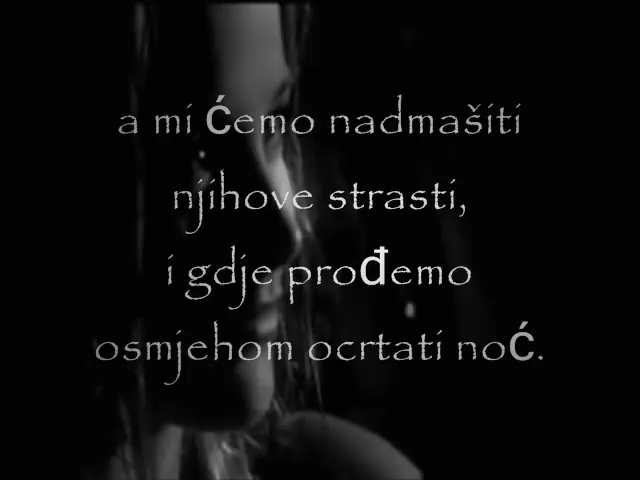 a mi ćemo nadmašiti
njihove strasti,
i gdje prođemo
osmjehom ocrtati noć.